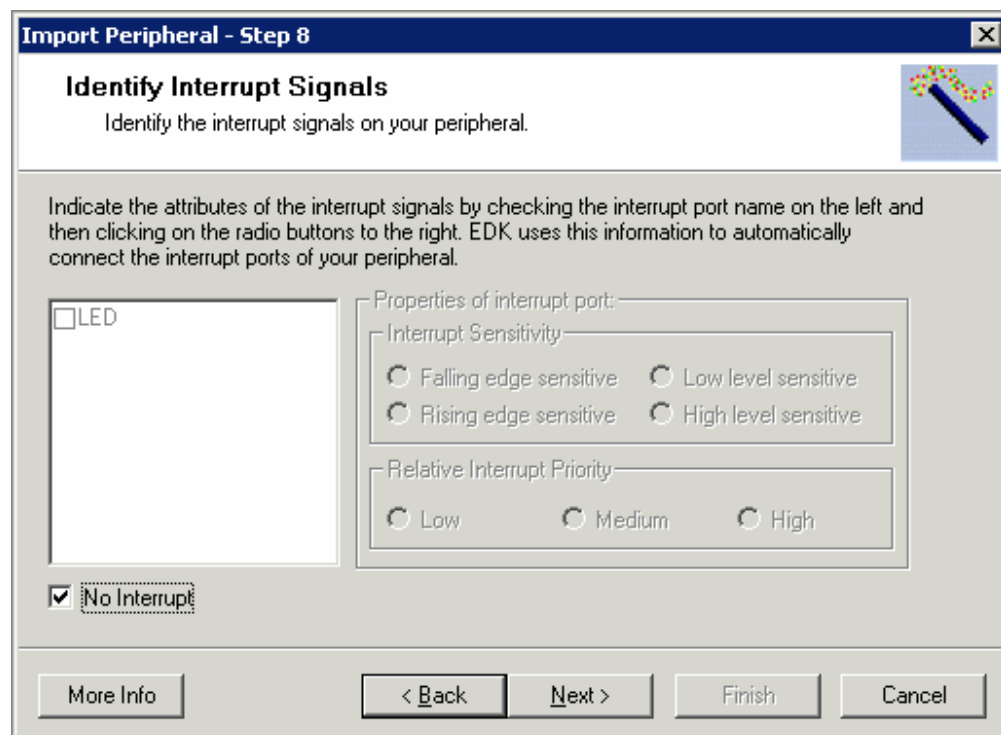 Import Peripheral - Step 8
Identify Interrupt Signals
Identify the interrupt signals on your peripheral.
Indicate the attributes of the interrupt signals by checking the interrupt port name on the left and
then clicking on the radio buttons to the right. EDK uses this information to automatically
connect the interrupt ports of your peripheral.
LED
Properties of interrupt port:
Interrupt Sensitivity
Falling edge sensitive Low level sensitive
Rising edge sensitive High level sensitive
Relative Interrupt Priority
Low Medium High
No Interrupt
More Info < Back Next > Finish Cancel